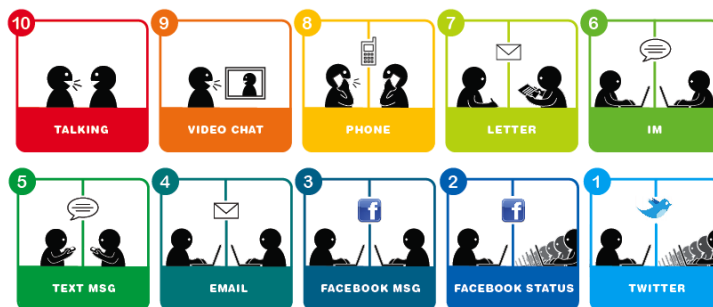 10
TALKING
9
VIDEO CHAT
8
PHONE
7
LETTER
6
IM
5
TEXT MSG
4
EMAIL
3
f
FACEBOOK MSG
2
f
FACEBOOK STATUS
1
TWITTER